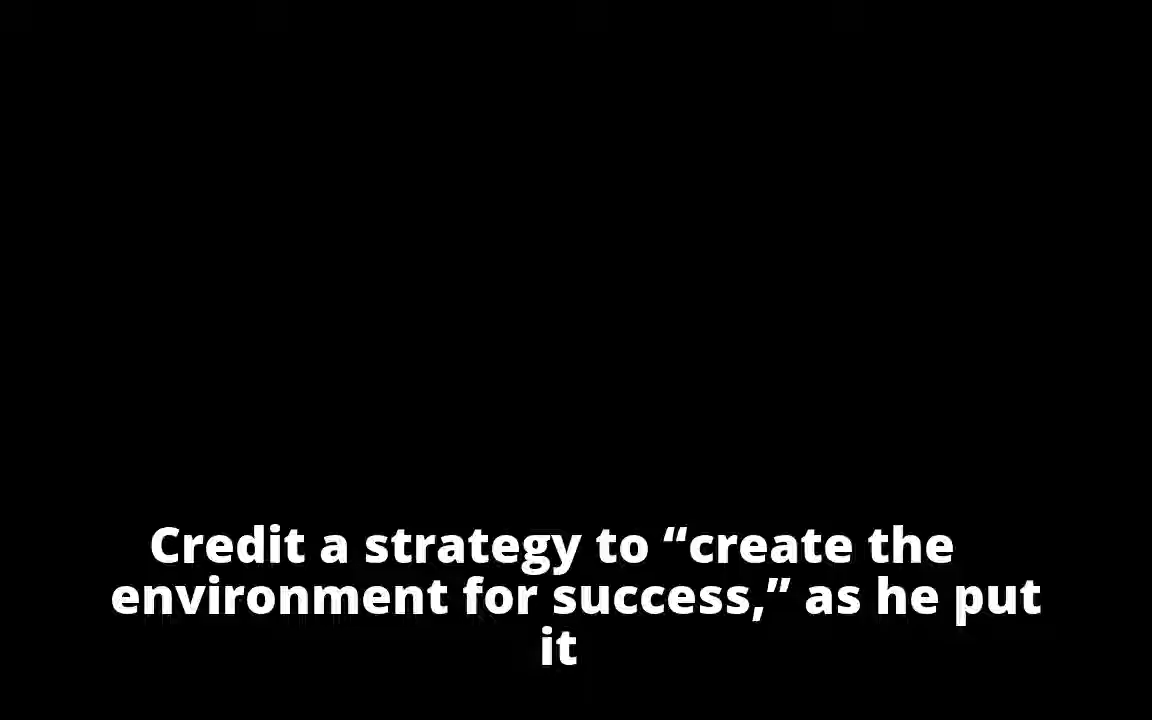 Credit a strategy to “create the
environment for success,” as he put
it